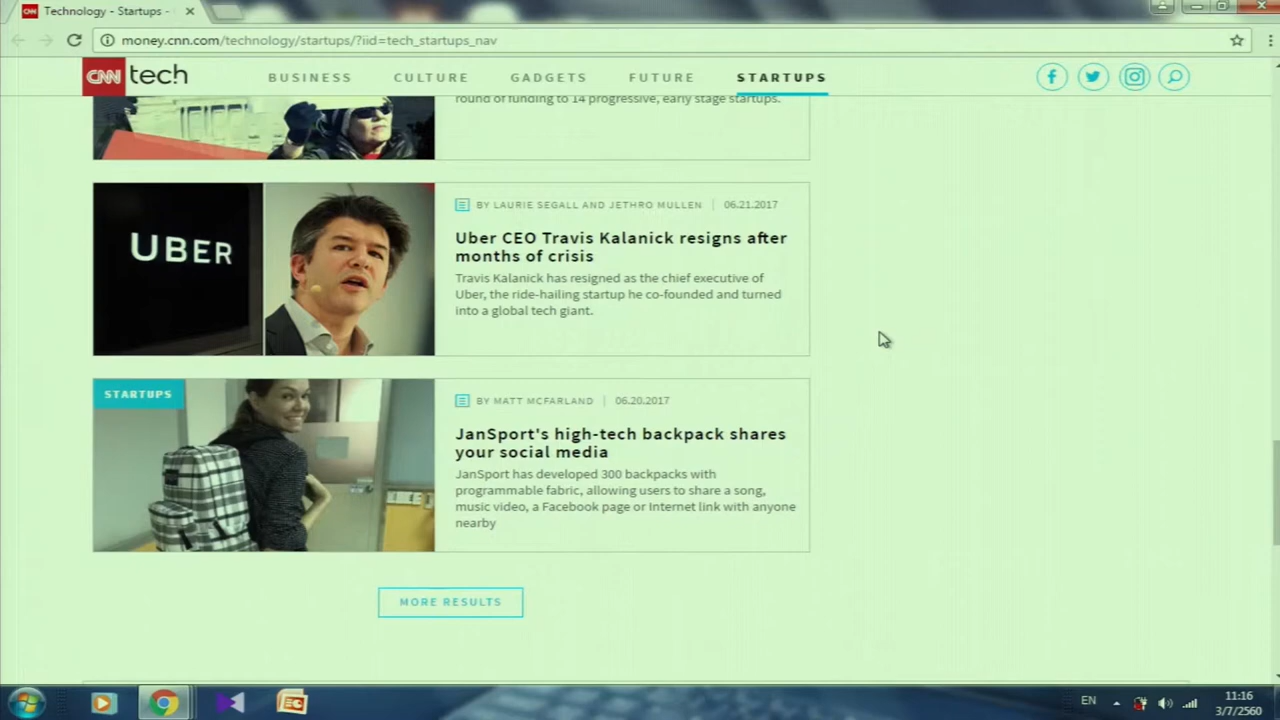 Technology - Startups -
money.cnn.com/technology/startups/?iid=tech_startups_nav
CNN tech
BUSINESS
CULTURE
GADGETS
FUTURE
STARTUPS
round of funding to 14 progressive, early stage startups.
UBER
BY LAURIE SEGALL AND JETHRO MULLEN | 06.21.2017
Uber CEO Travis Kalanick resigns after
months of crisis
Travis Kalanick has resigned as the chief executive of
Uber, the ride-hailing startup he co-founded and turned
into a global tech giant.
STARTUPS
BY MATT MCFARLAND | 06.20.2017
JanSport's high-tech backpack shares
your social media
JanSport has developed 300 backpacks with
programmable fabric, allowing users to share a song,
music video, a Facebook page or Internet link with anyone
nearby
MORE RESULTS
EN
11:16
3/7/2560